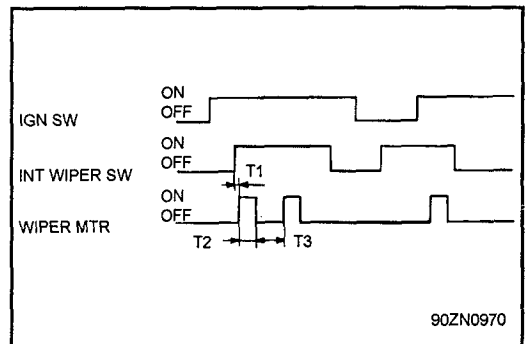 ON
OFF
IGN SW
ON
OFF
INT WIPER SW
T1
ON
OFF
WIPER MTR
T2
T3
90ZN0970